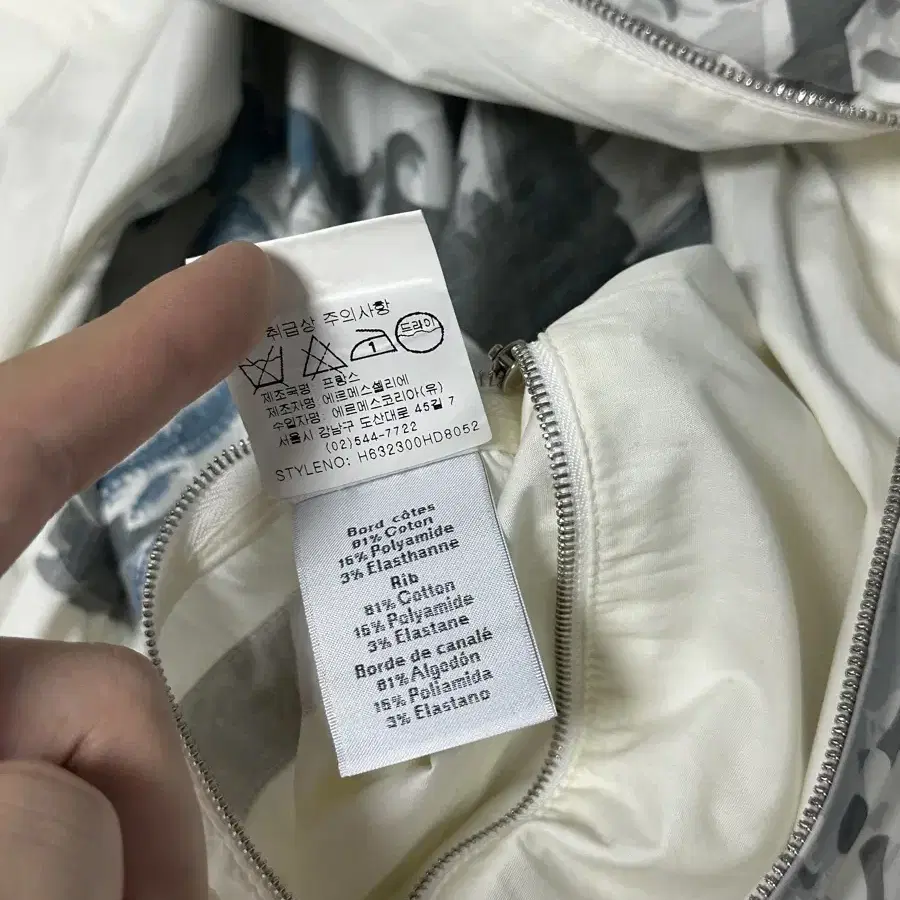 취급상 주의사항
1
드라이
제조국명 : 프랑스
제조자명 : 에르메스셀리에
수입자명 : 에르메스코리아(유)
서울시 강남구 도산대로 45길 7
(02)544-7722
STYLENO: H632300HD8052
Bord côtes
81% Coton
16% Polyamide
3% Elasthanne
Rib
81% Cotton
16% Polyamide
3% Elastane
Borde de canalé
81% Algodón
16% Poliamida
3% Elastano